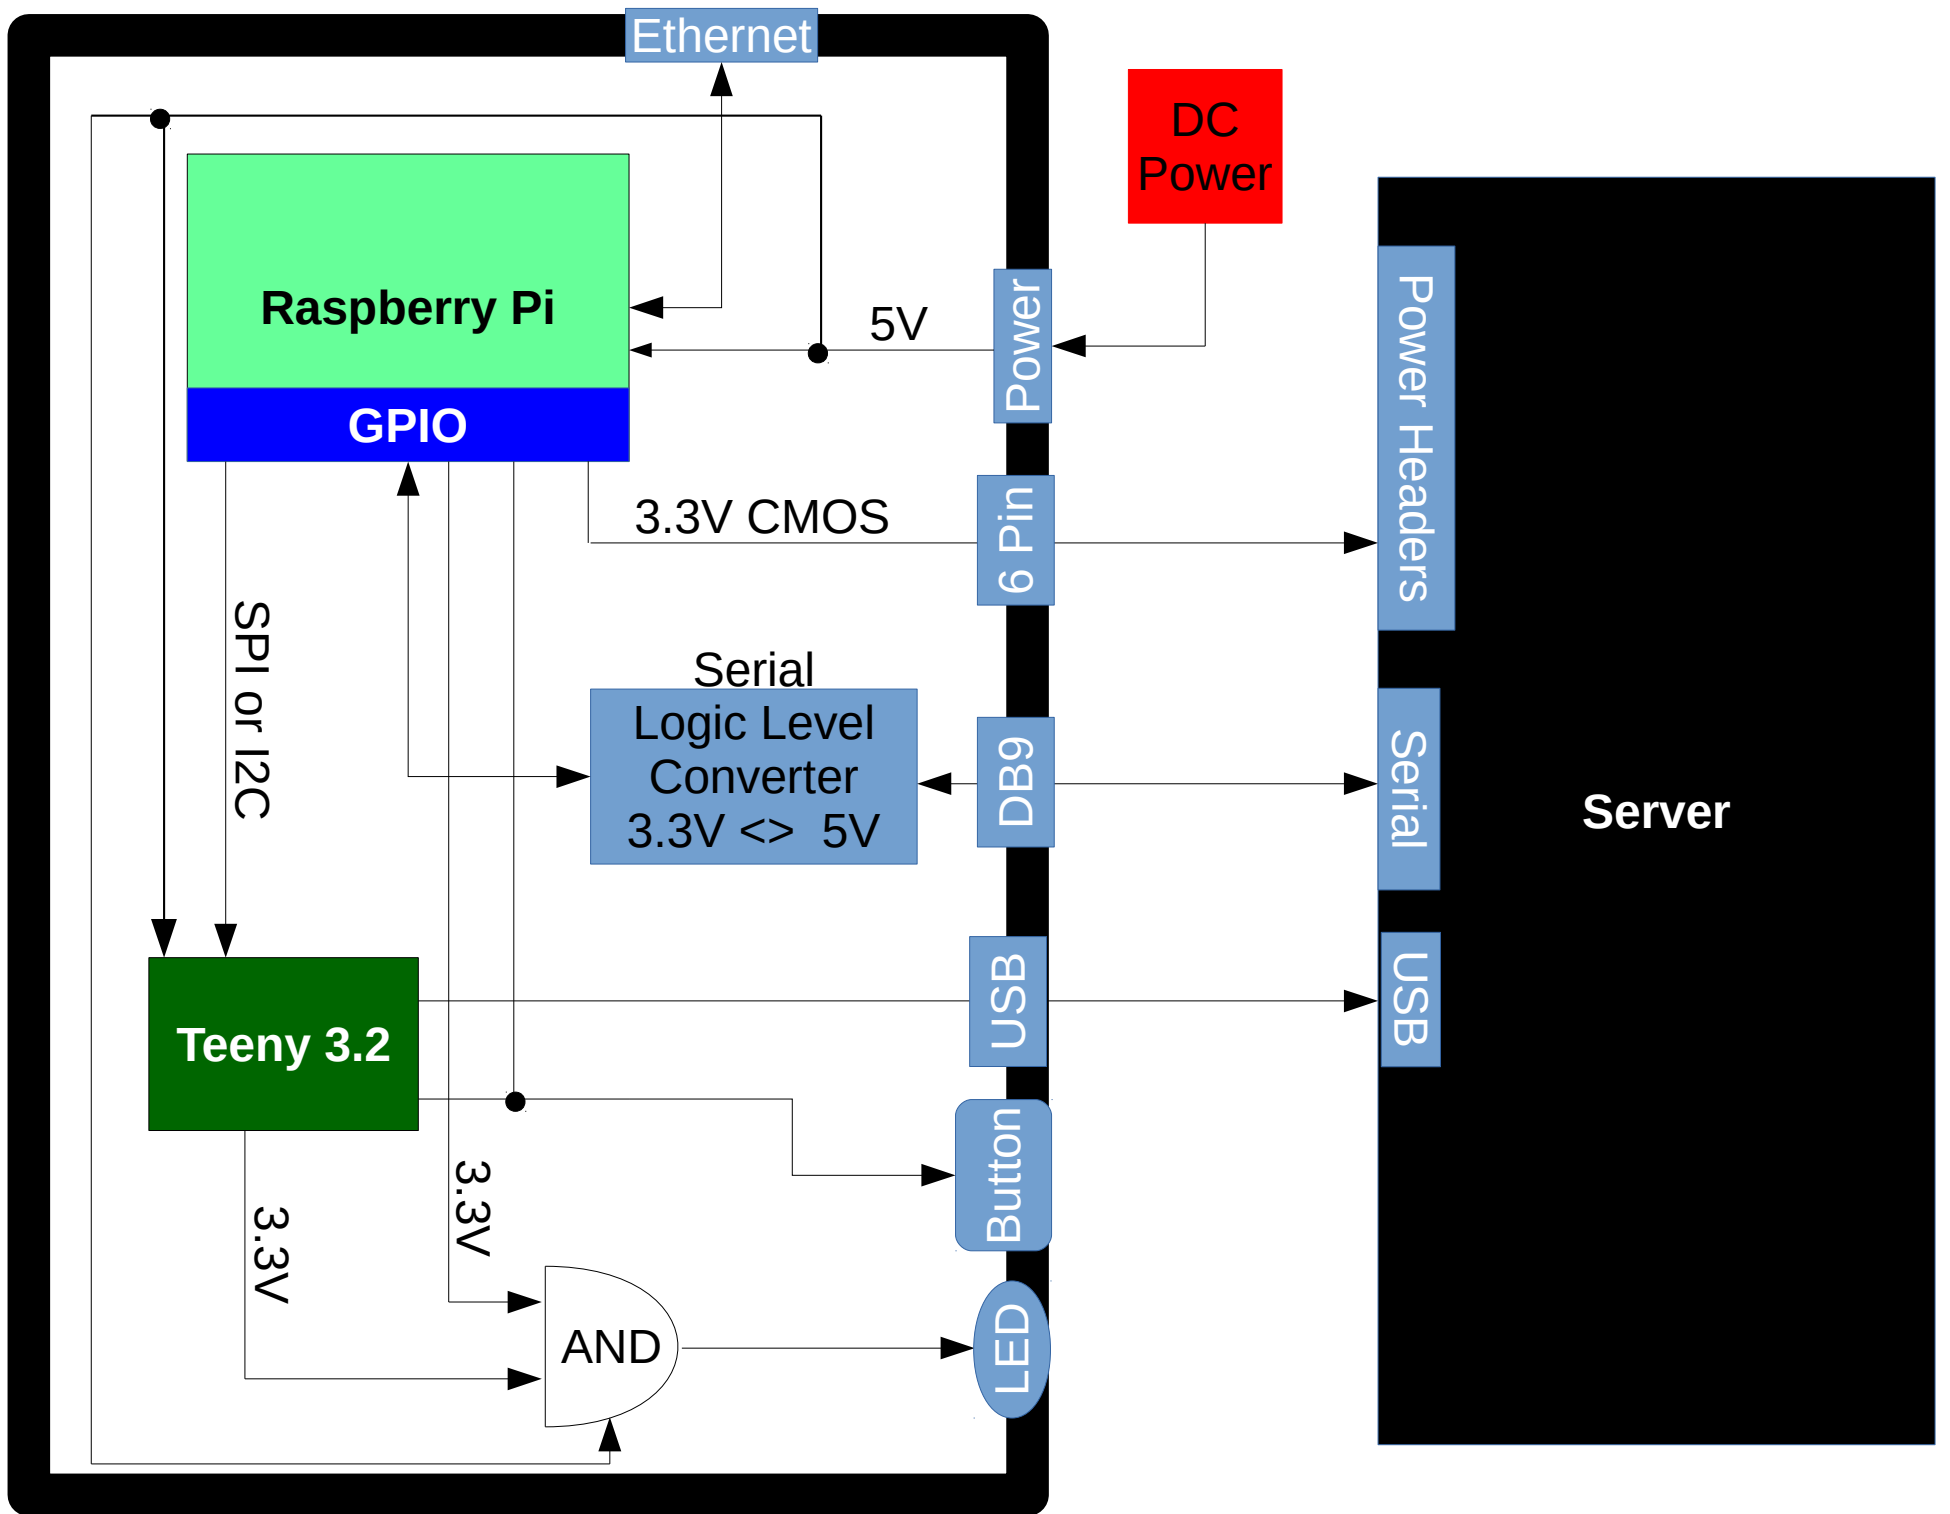 Ethernet
DC
Power
Raspberry Pi
GPIO
5V
Power
Power Headers
3.3V CMOS
6 Pin
SPI or I2C
Serial
Logic Level
Converter
3.3V <>  5V
DB9
Serial
Server
USB
USB
Teeny 3.2
Button
3.3V
3.3V
AND
LED